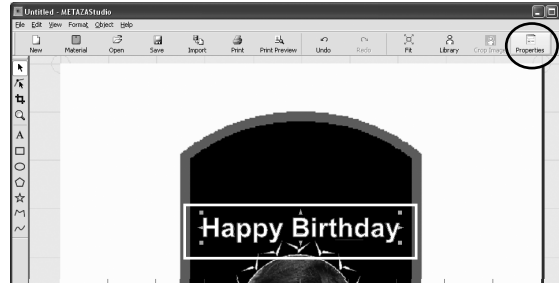 Untitled - METAZAStudio
File Edit View Format Object Help
New Material Open Save Import Print Print Preview Undo Redo Fit Library Crop Image Properties
A
Happy Birthday